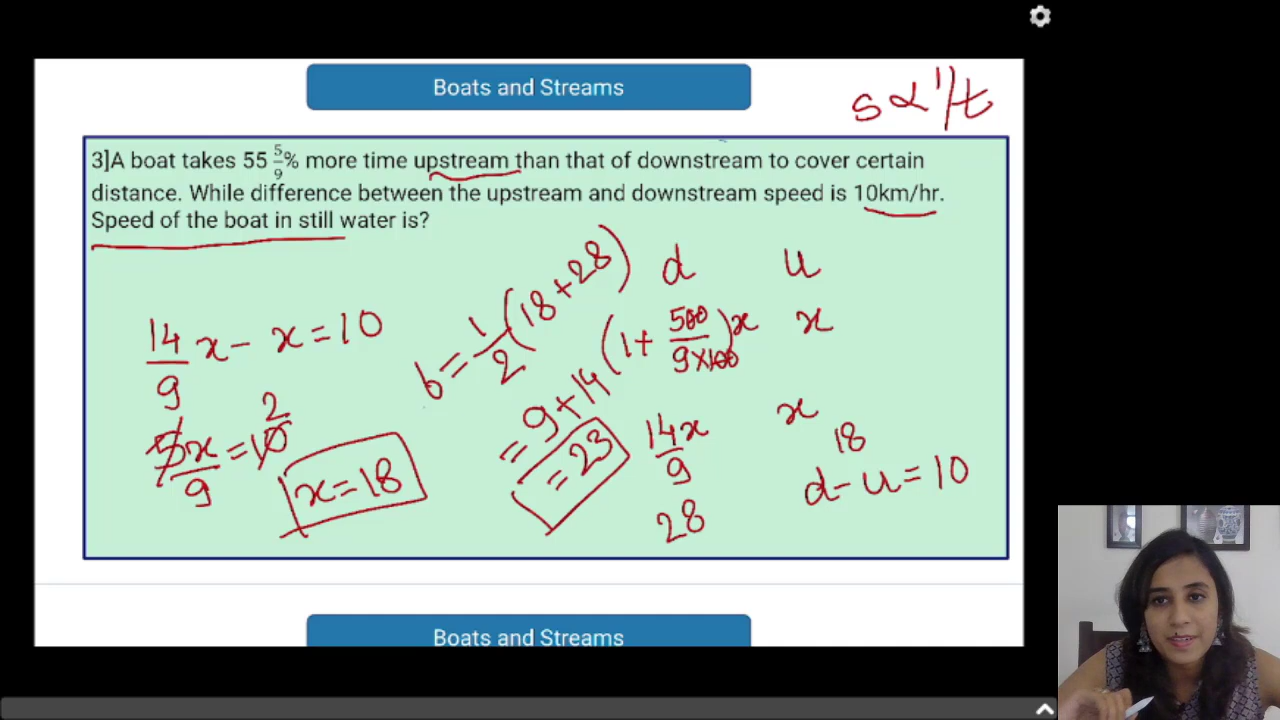 Boats and Streams
s ∝ 1/t
3]A boat takes 55 5/9% more time upstream than that of downstream to cover certain
distance. While difference between the upstream and downstream speed is 10km/hr.
Speed of the boat in still water is?
d u
(1 + 500/9×100)x x
14x/9 x
28 18
d - u = 10
14/9 x - x = 10
5x/9 = 10 2
x = 18
b = 1/2 (18 + 28)
= 9 + 14
= 23
Boats and Streams